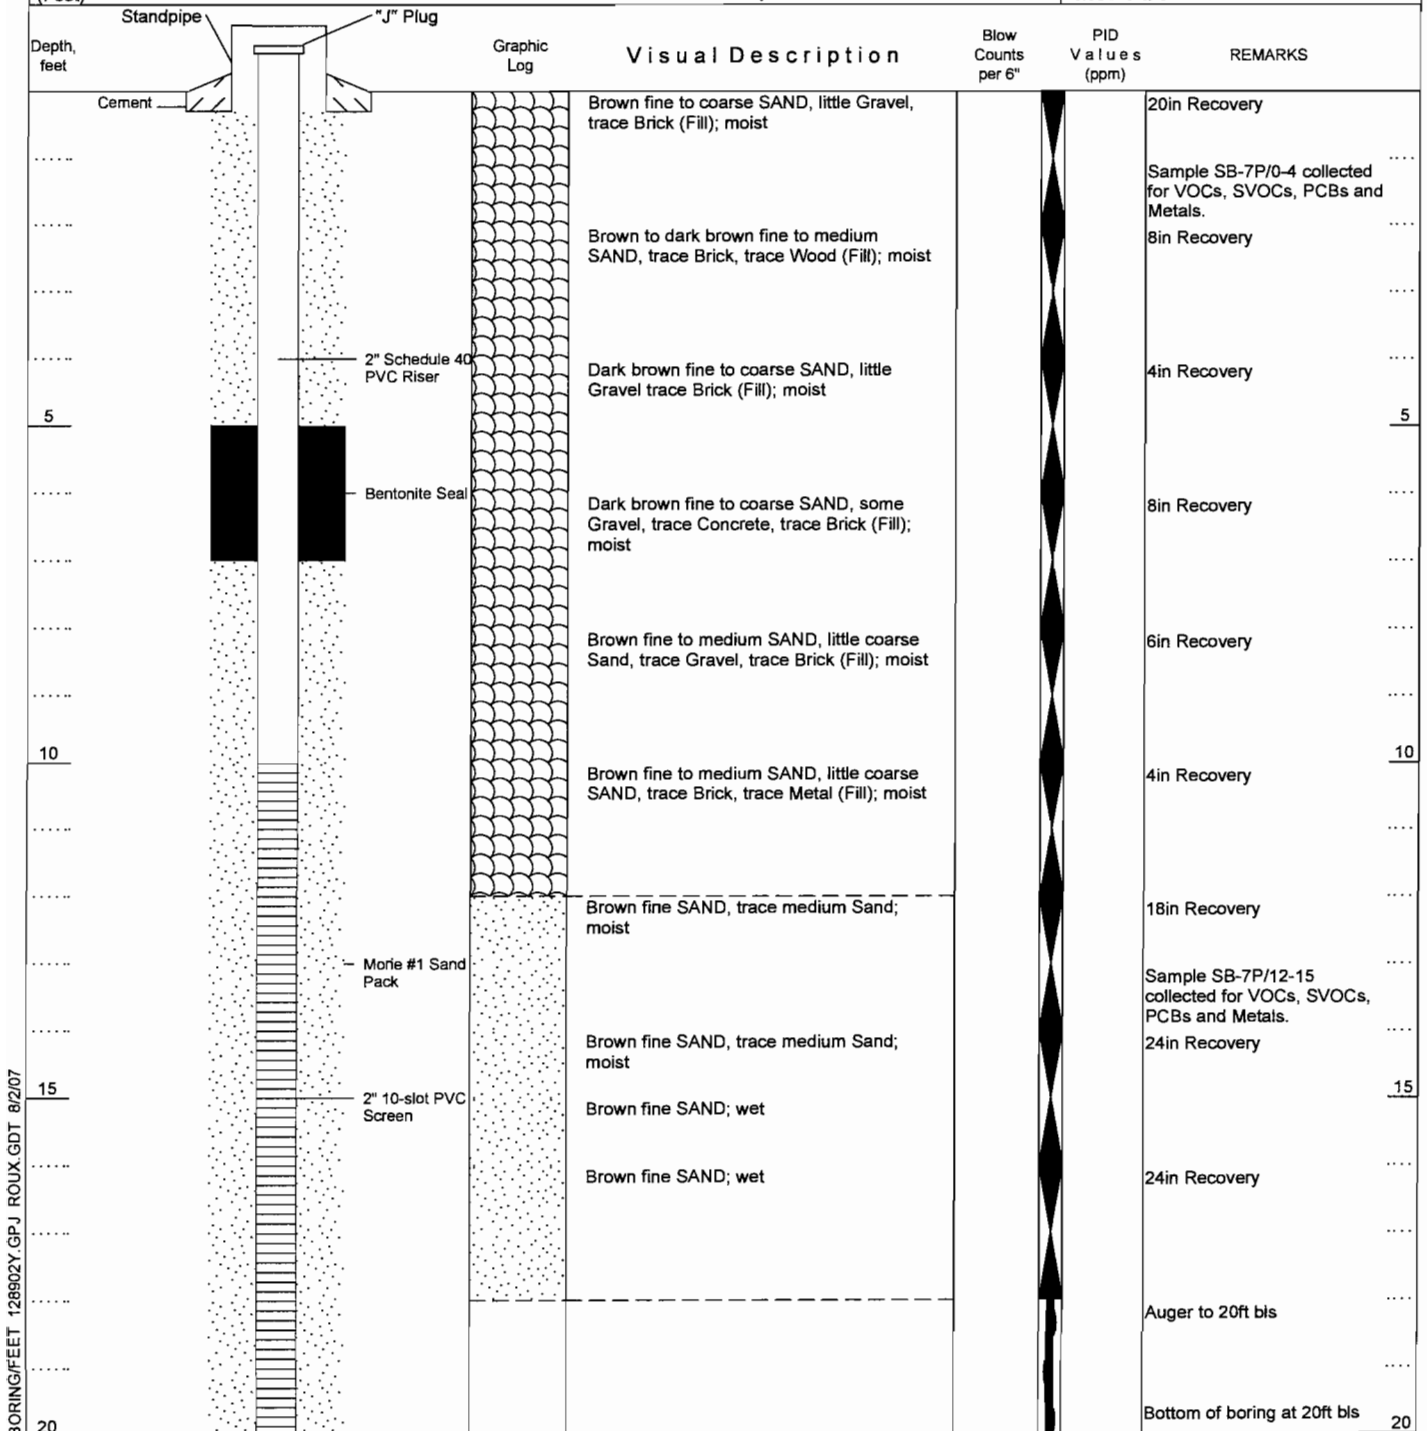 Standpipe
"J" Plug
Depth,
feet
Graphic
Log
Visual Description
Blow
Counts
per 6"
PID
Values
(ppm)
REMARKS
Cement
Brown fine to coarse SAND, little Gravel,
trace Brick (Fill); moist
20in Recovery
Sample SB-7P/0-4 collected
for VOCs, SVOCs, PCBs and
Metals.
Brown to dark brown fine to medium
SAND, trace Brick, trace Wood (Fill); moist
8in Recovery
2" Schedule 40
PVC Riser
Dark brown fine to coarse SAND, little
Gravel trace Brick (Fill); moist
4in Recovery
5
5
Bentonite Seal
Dark brown fine to coarse SAND, some
Gravel, trace Concrete, trace Brick (Fill);
moist
8in Recovery
Brown fine to medium SAND, little coarse
Sand, trace Gravel, trace Brick (Fill); moist
6in Recovery
10
10
Brown fine to medium SAND, little coarse
SAND, trace Brick, trace Metal (Fill); moist
4in Recovery
Brown fine SAND, trace medium Sand;
moist
18in Recovery
Morie #1 Sand
Pack
Sample SB-7P/12-15
collected for VOCs, SVOCs,
PCBs and Metals.
Brown fine SAND, trace medium Sand;
moist
24in Recovery
15
15
2" 10-slot PVC
Screen
Brown fine SAND; wet
Brown fine SAND; wet
24in Recovery
Auger to 20ft bls
Bottom of boring at 20ft bls
20
20
BORING/FEET 128902Y.GPJ ROUX.GDT 8/2/07